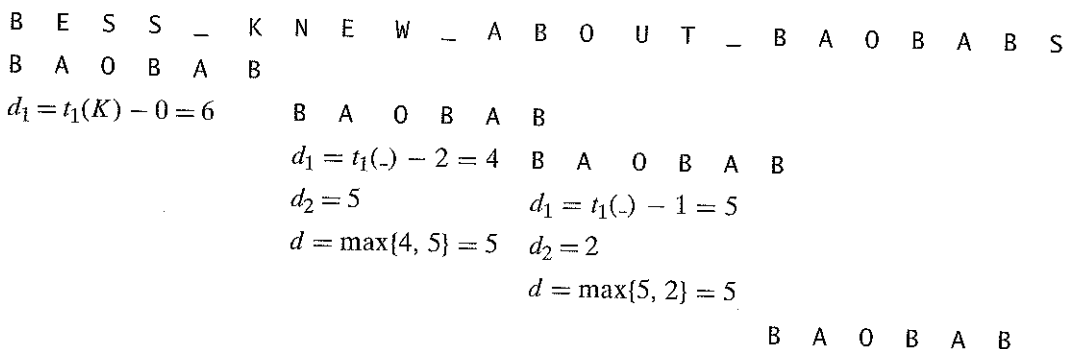 B E S S _ K N E W _ A B O U T _ B A O B A B S
B A O B A B
d₁ = t₁(K) − 0 = 6 B A O B A B
d₁ = t₁(_) − 2 = 4 B A O B A B
d₂ = 5 d₁ = t₁(_) − 1 = 5
d = max{4, 5} = 5 d₂ = 2
d = max{5, 2} = 5
B A O B A B